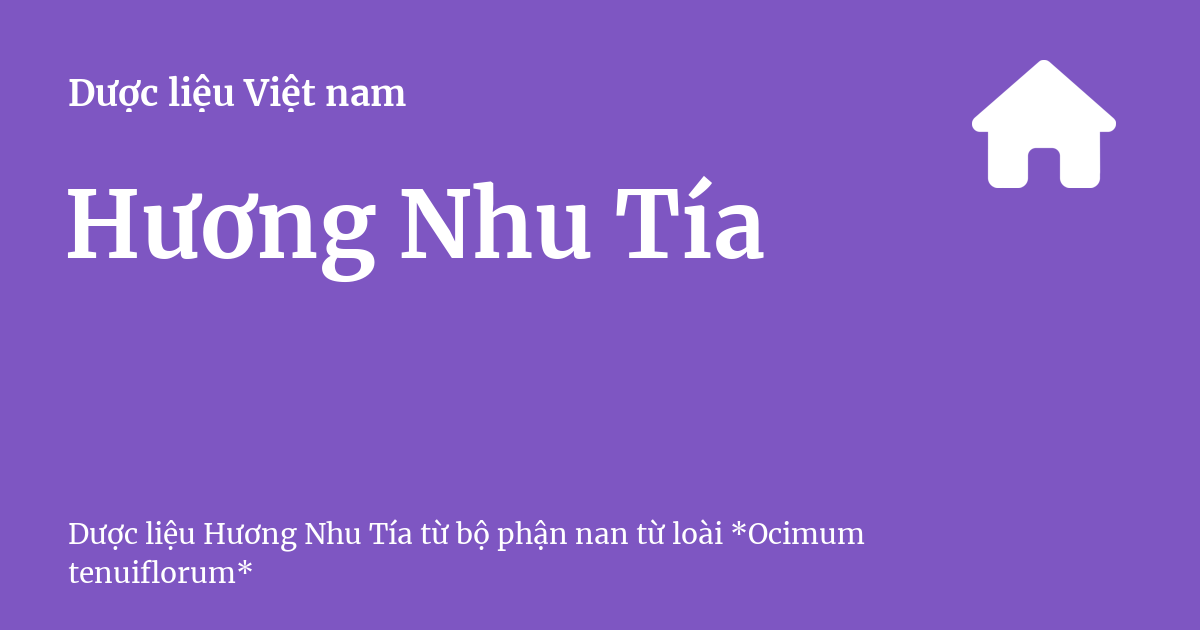 Dược liệu Việt nam
Hương Nhu Tía
Dược liệu Hương Nhu Tía từ bộ phận nan từ loài *Ocimum
tenuiflorum*